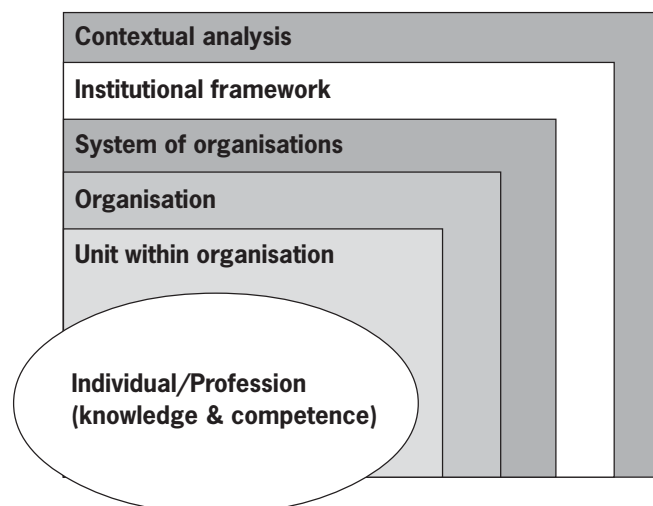 Contextual analysis
Institutional framework
System of organisations
Organisation
Unit within organisation
Individual/Profession
(knowledge & competence)